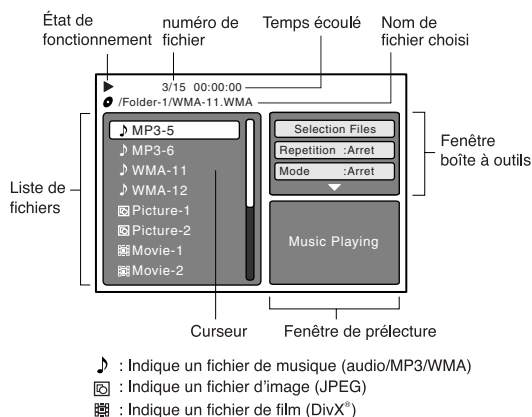 État de fonctionnement
numéro de fichier
Temps écoulé
Nom de fichier choisi
3/15 00:00:00
/Folder-1/WMA-11.WMA
MP3-5
MP3-6
WMA-11
WMA-12
Picture-1
Picture-2
Movie-1
Movie-2
Selection Files
Repetition :Arret
Mode :Arret
Music Playing
Liste de fichiers
Fenêtre boîte à outils
Curseur
Fenêtre de prélecture
: Indique un fichier de musique (audio/MP3/WMA)
: Indique un fichier d'image (JPEG)
: Indique un fichier de film (DivX®)